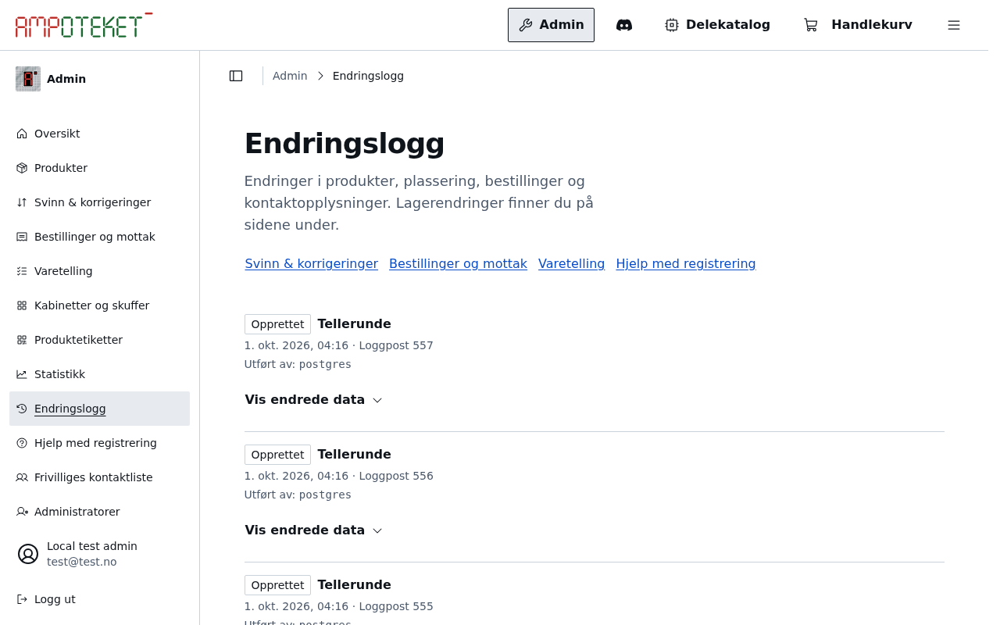 AMPOTEKET
Admin
Delekatalog
Handlekurv
Admin
Oversikt
Produkter
Svinn & korrigeringer
Bestillinger og mottak
Varetelling
Kabinetter og skuffer
Produktetiketter
Statistikk
Endringslogg
Hjelp med registrering
Frivilliges kontaktliste
Administratorer
Local test admin
test@test.no
Logg ut
Admin > Endringslogg
Endringslogg
Endringer i produkter, plassering, bestillinger og
kontaktopplysninger. Lagerendringer finner du på
sidene under.
Svinn & korrigeringer Bestillinger og mottak Varetelling Hjelp med registrering
Opprettet Tellerunde
1. okt. 2026, 04:16 · Loggpost 557
Utført av: postgres
Vis endrede data
Opprettet Tellerunde
1. okt. 2026, 04:16 · Loggpost 556
Utført av: postgres
Vis endrede data
Opprettet Tellerunde
1. okt. 2026, 04:16 · Loggpost 555
Utført av: postgres